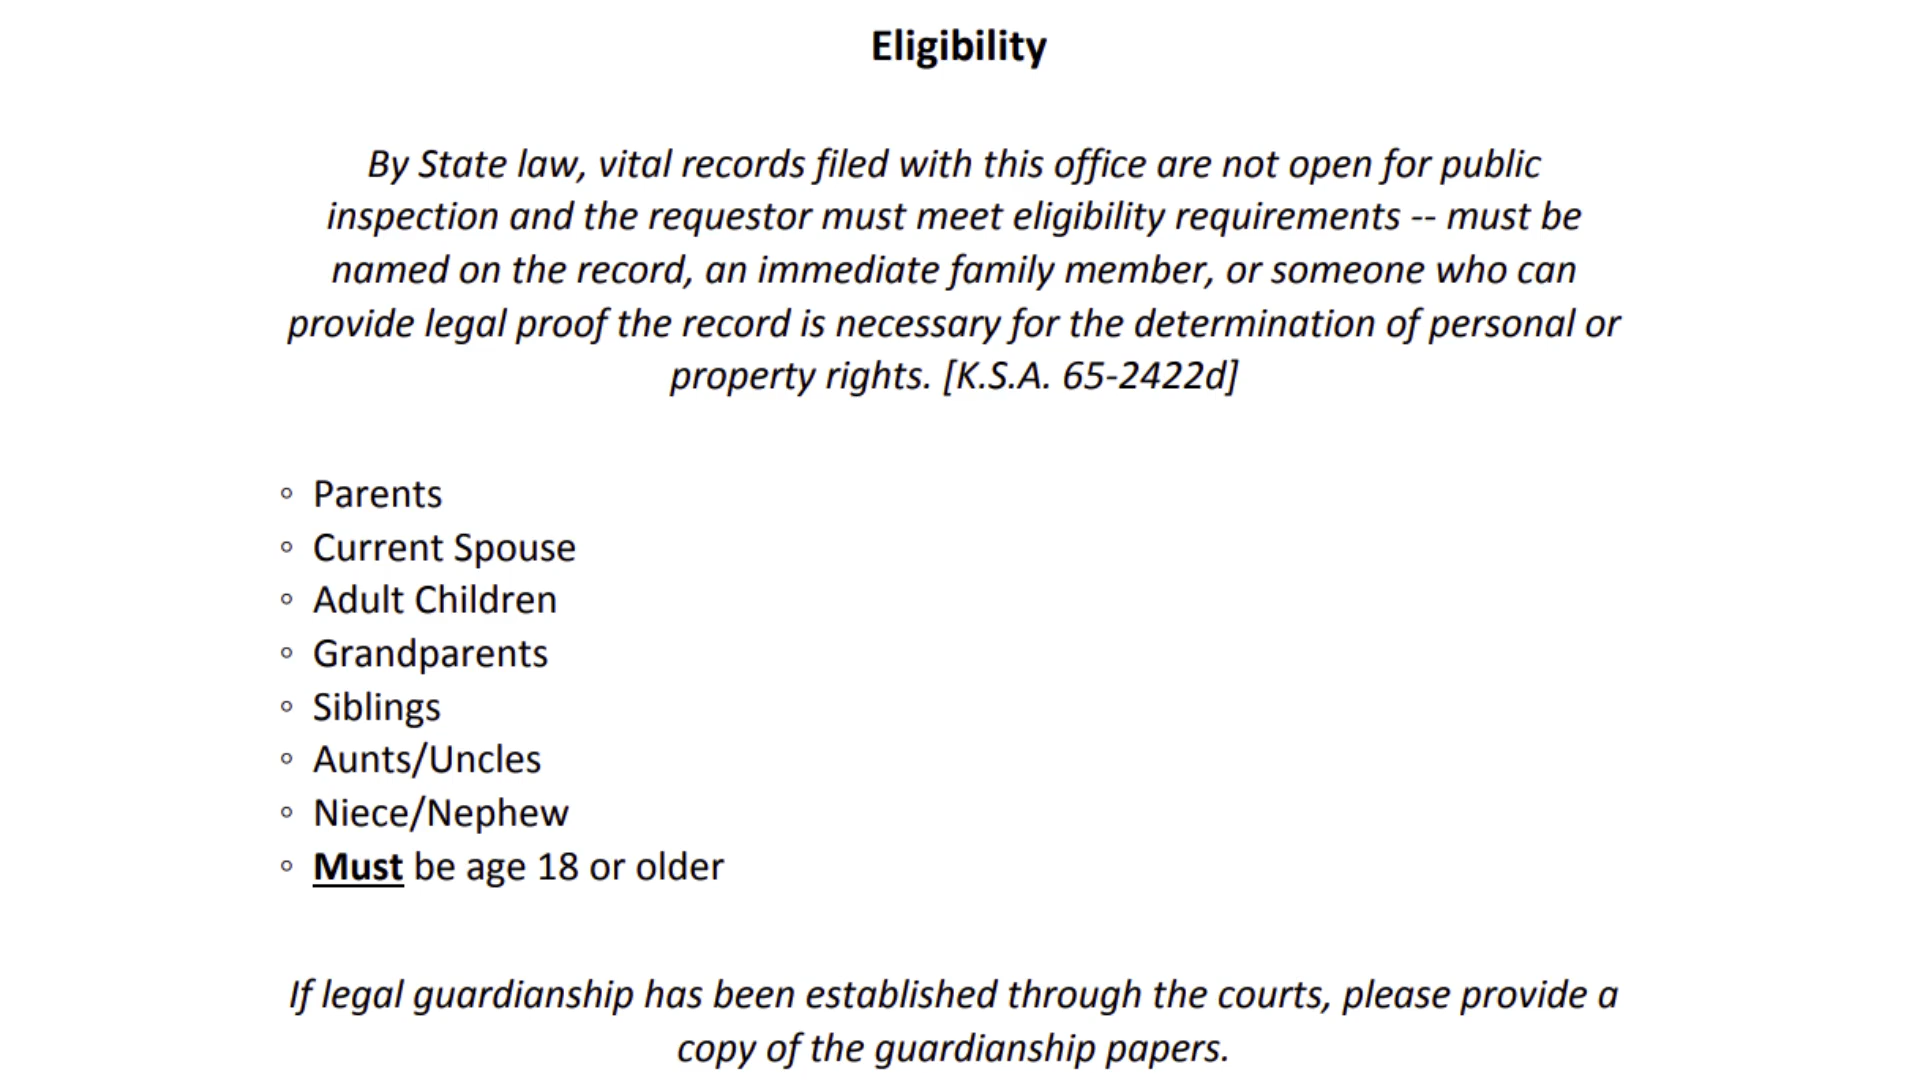 Eligibility
By State law, vital records filed with this office are not open for public
inspection and the requestor must meet eligibility requirements -- must be
named on the record, an immediate family member, or someone who can
provide legal proof the record is necessary for the determination of personal or
property rights. [K.S.A. 65-2422d]
◦ Parents
◦ Current Spouse
◦ Adult Children
◦ Grandparents
◦ Siblings
◦ Aunts/Uncles
◦ Niece/Nephew
◦ Must be age 18 or older
If legal guardianship has been established through the courts, please provide a
copy of the guardianship papers.